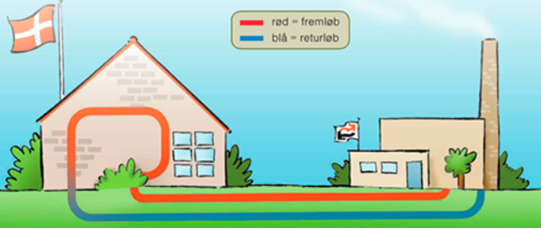 rød = fremløb
blå = returløb